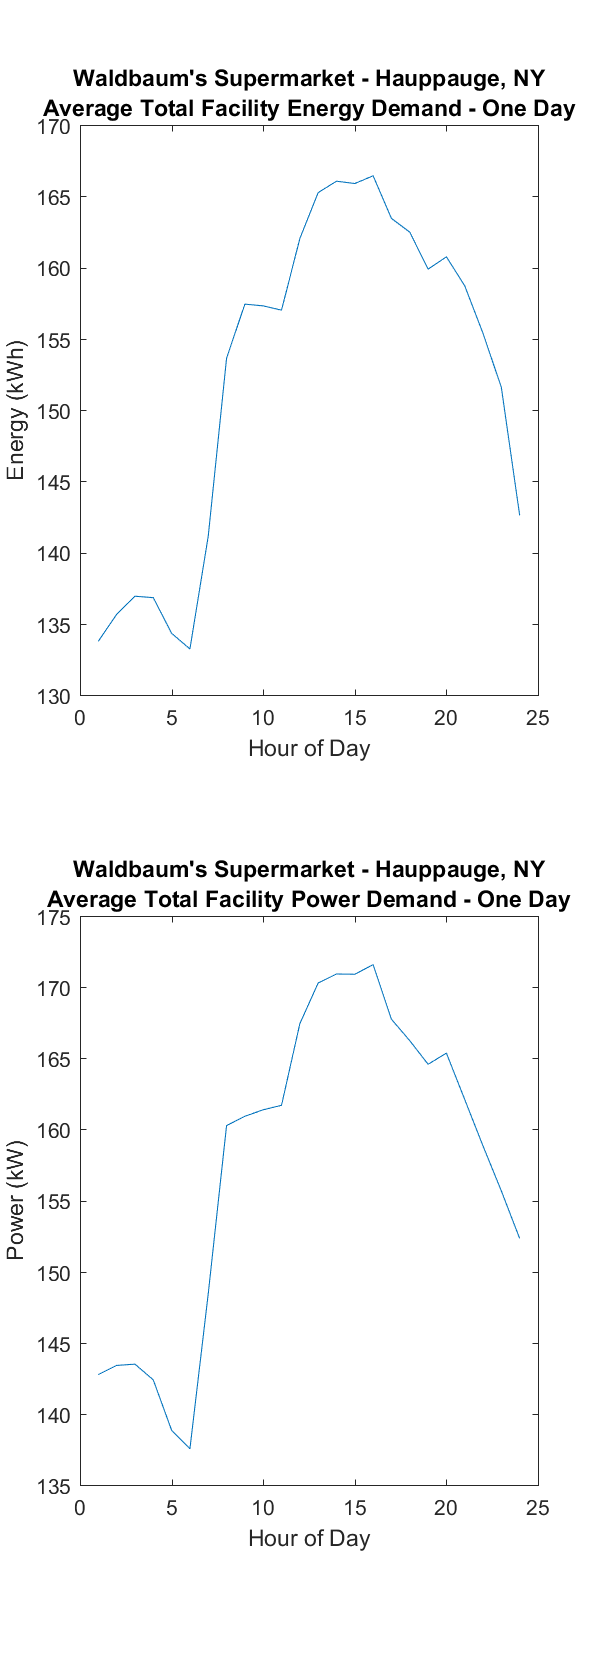 Waldbaum's Supermarket - Hauppauge, NY
Average Total Facility Energy Demand - One Day
170
165
160
155
150
145
140
135
130
Energy (kWh)
0 5 10 15 20 25
Hour of Day
Waldbaum's Supermarket - Hauppauge, NY
Average Total Facility Power Demand - One Day
175
170
165
160
155
150
145
140
135
Power (kW)
0 5 10 15 20 25
Hour of Day